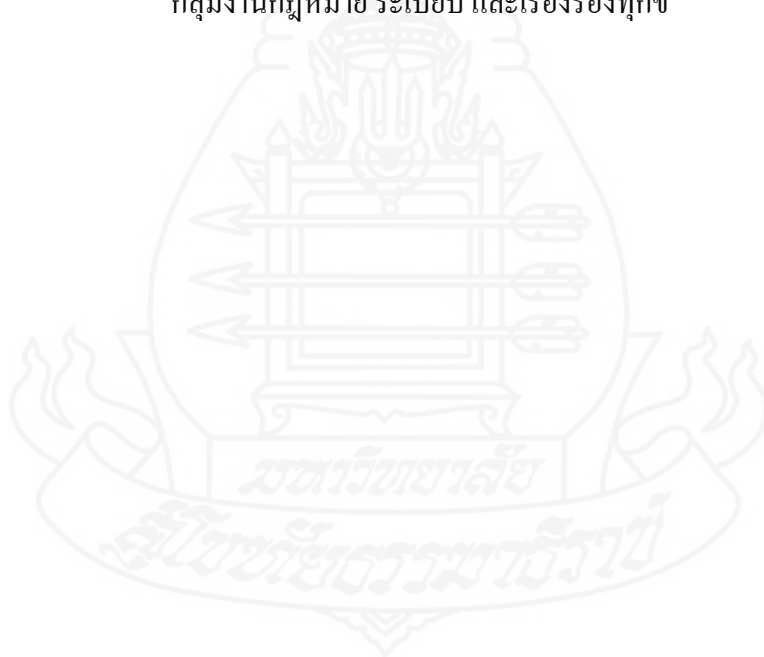 กลุ่มงานกฎหมาย ระเบียบ และเรื่องร้องทุกข์
มหาวิทยาลัย
สุโขทัยธรรมาธิราช